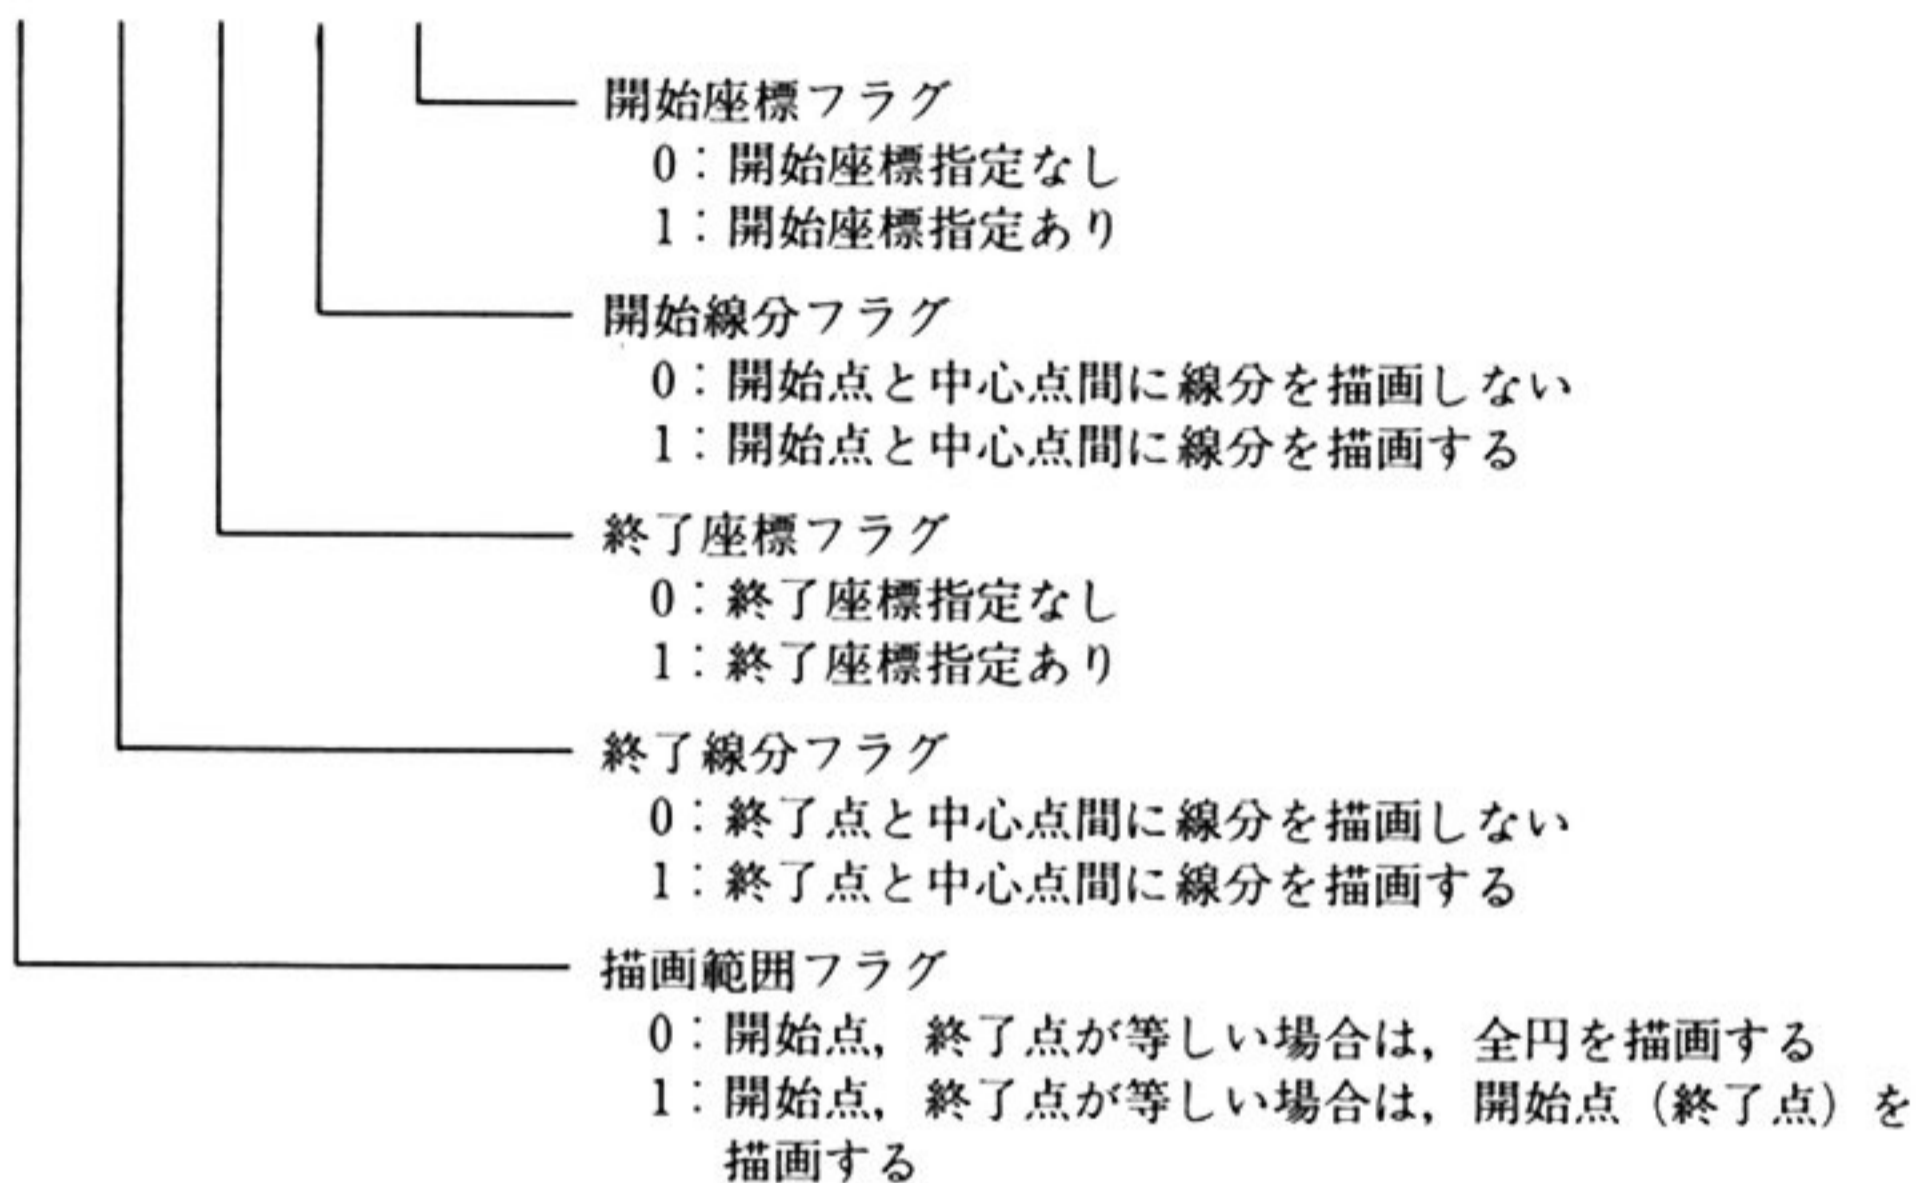 開始座標フラグ
0：開始座標指定なし
1：開始座標指定あり
開始線分フラグ
0：開始点と中心点間に線分を描画しない
1：開始点と中心点間に線分を描画する
終了座標フラグ
0：終了座標指定なし
1：終了座標指定あり
終了線分フラグ
0：終了点と中心点間に線分を描画しない
1：終了点と中心点間に線分を描画する
描画範囲フラグ
0：開始点，終了点が等しい場合は，全円を描画する
1：開始点，終了点が等しい場合は，開始点（終了点）を
描画する